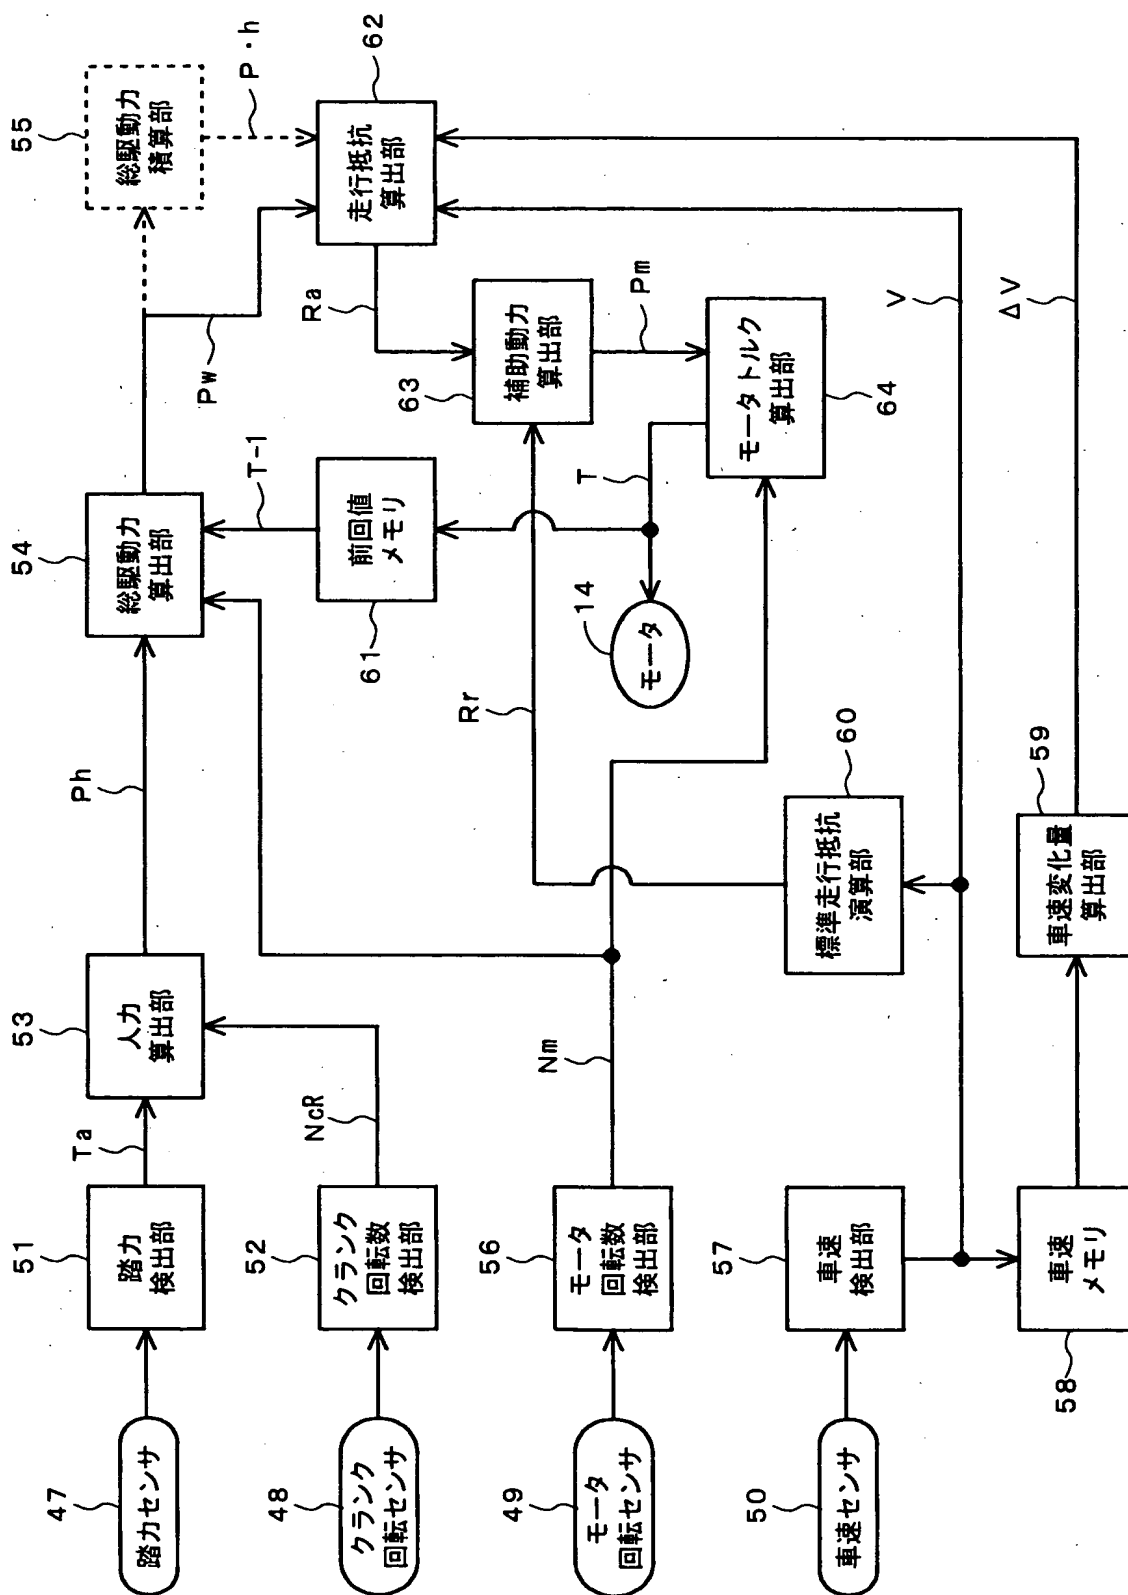 47
踏力センサ
51
踏力
検出部
Ta
53
人力
算出部
Ph
54
総駆動力
算出部
Pw
55
総駆動力
積算部
P・h
62
走行抵抗
算出部
48
クランク
回転センサ
52
クランク
回転数
検出部
NcR
T-1
61
前回値
メモリ
Ra
63
補助動力
算出部
Pm
Rr
14
モータ
T
モータトルク
算出部
64
49
モータ
回転センサ
56
モータ
回転数
検出部
Nm
50
車速センサ
57
車速
検出部
60
標準走行抵抗
演算部
V
58
車速
メモリ
59
車速変化量
算出部
ΔV